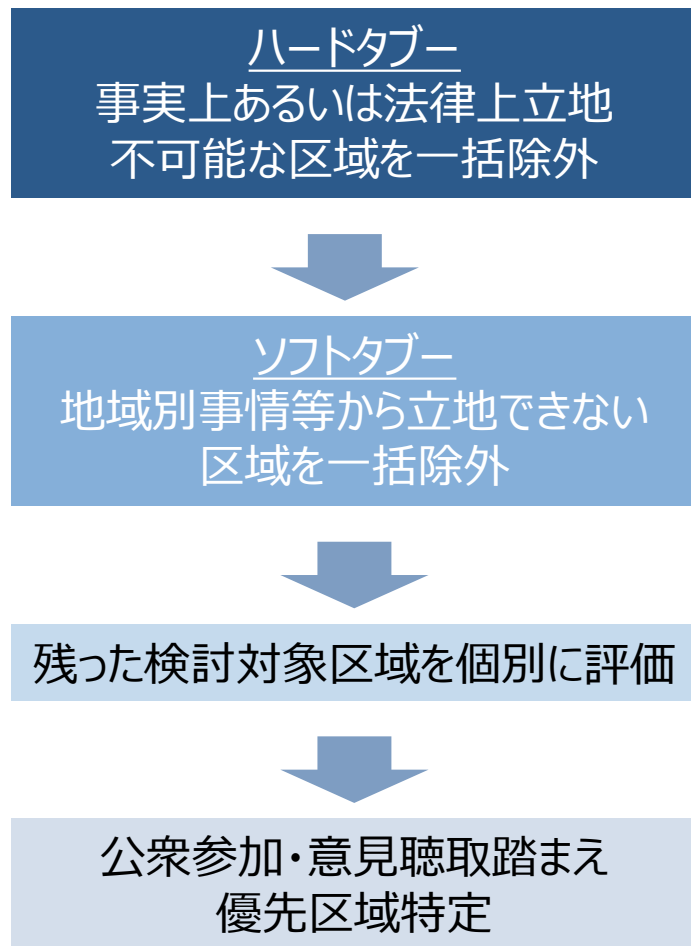 ハードタブー
事実上あるいは法律上立地
不可能な区域を一括除外
ソフトタブー
地域別事情等から立地できない
区域を一括除外
残った検討対象区域を個別に評価
公衆参加・意見聴取踏まえ
優先区域特定